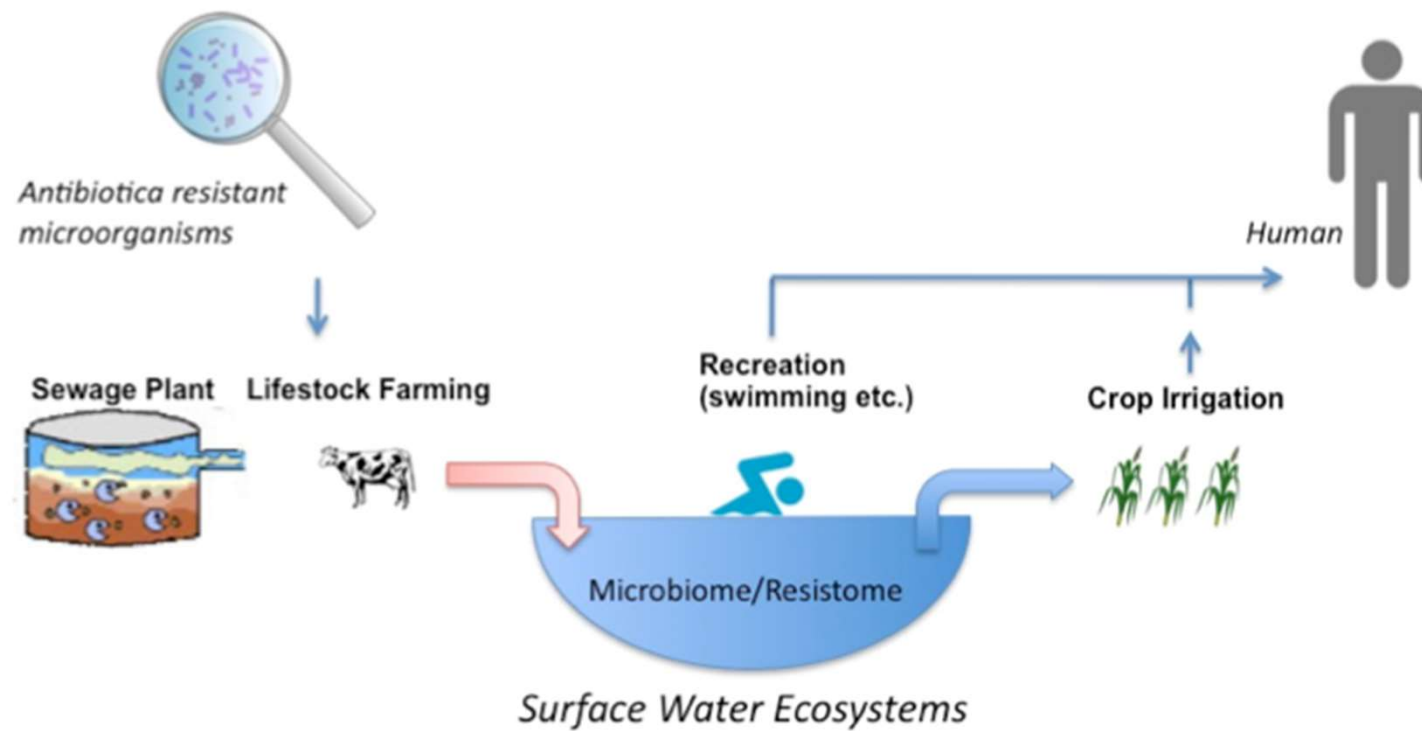 Antibiotica resistant
microorganisms
Human
Sewage Plant
Lifestock Farming
Recreation
(swimming etc.)
Crop Irrigation
Microbiome/Resistome
Surface Water Ecosystems